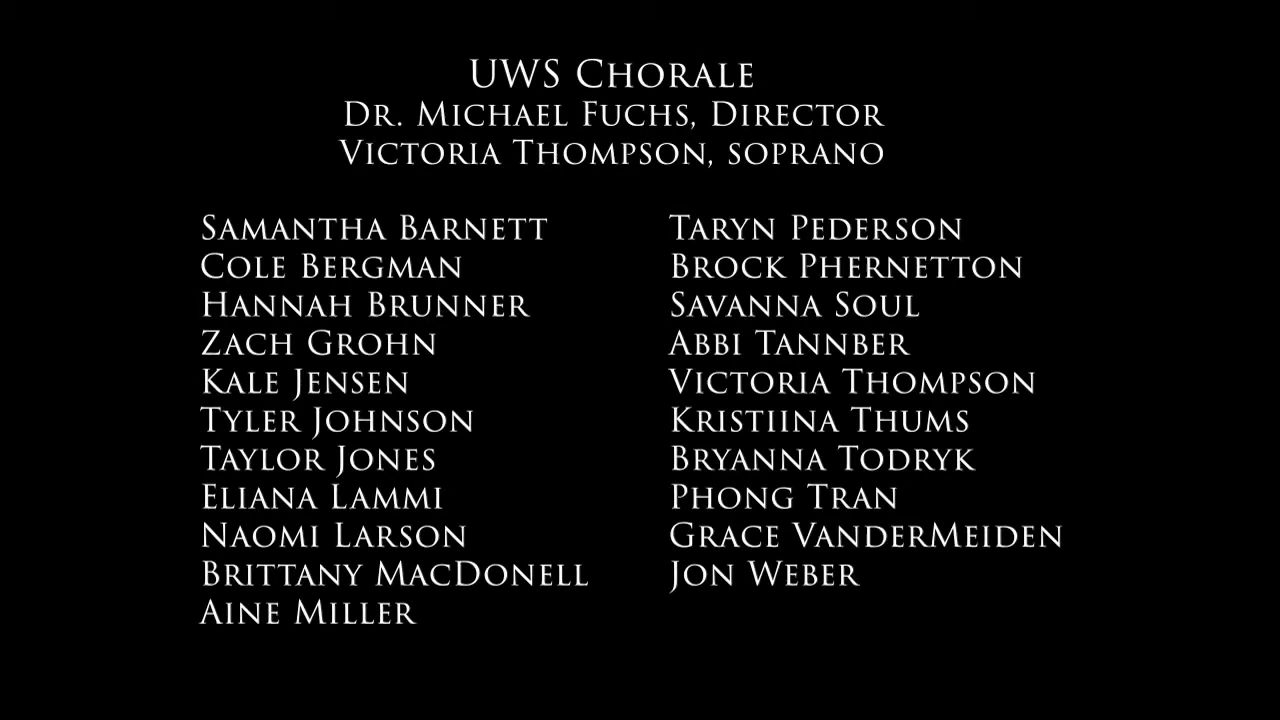 UWS Chorale
Dr. Michael Fuchs, Director
Victoria Thompson, soprano
Samantha Barnett
Cole Bergman
Hannah Brunner
Zach Grohn
Kale Jensen
Tyler Johnson
Taylor Jones
Eliana Lammi
Naomi Larson
Brittany MacDonell
Aine Miller
Taryn Pederson
Brock Phernetton
Savanna Soul
Abbi Tannber
Victoria Thompson
Kristiina Thums
Bryanna Todryk
Phong Tran
Grace VanderMeiden
Jon Weber